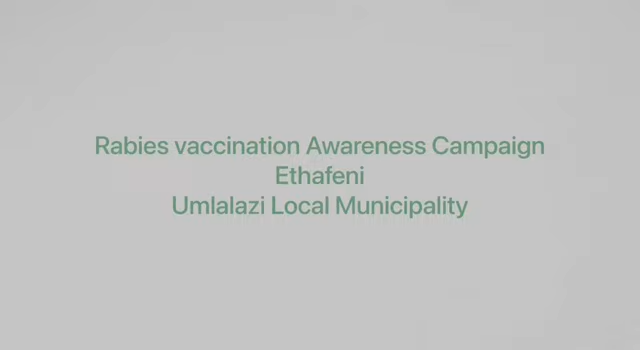 Rabies vaccination Awareness Campaign
Ethafeni
Umlalazi Local Municipality